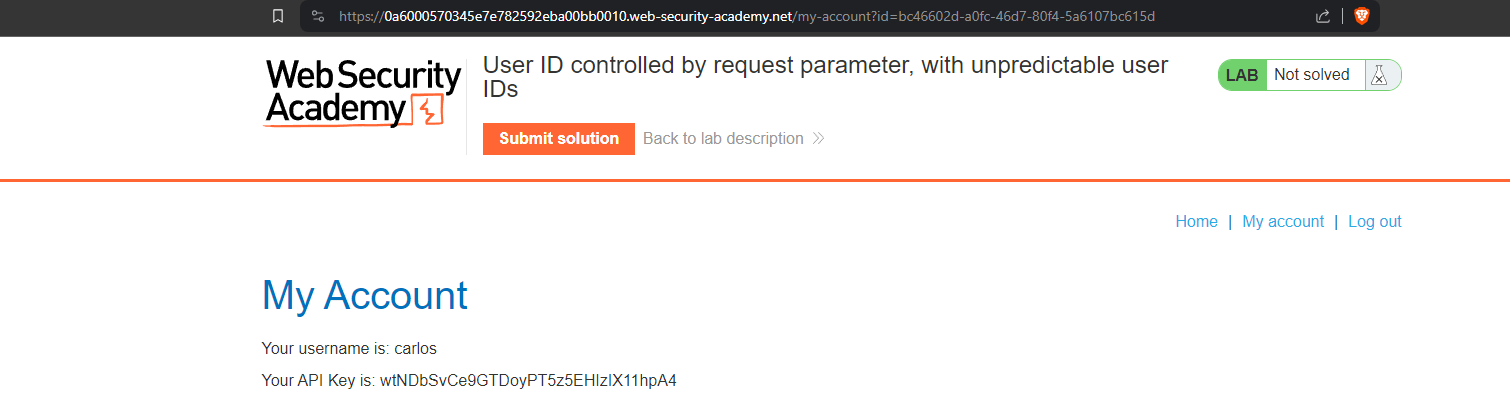 https://0a6000570345e7e782592eba00bb0010.web-security-academy.net/my-account?id=bc46602d-a0fc-46d7-80f4-5a6107bc615d
Web Security
Academy
User ID controlled by request parameter, with unpredictable user
IDs
LAB Not solved
Submit solution Back to lab description
Home | My account | Log out
My Account
Your username is: carlos
Your API Key is: wtNDbSvCe9GTDoyPT5z5EHlzIX11hpA4